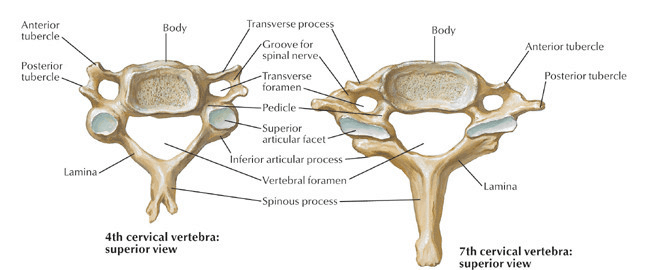 Anterior
tubercle
Body
Transverse process
Groove for
spinal nerve
Posterior
tubercle
Transverse
foramen
Pedicle
Superior
articular facet
Inferior articular process
Lamina
Vertebral foramen
Spinous process
4th cervical vertebra:
superior view
Body
Anterior tubercle
Posterior tubercle
Lamina
7th cervical vertebra:
superior view